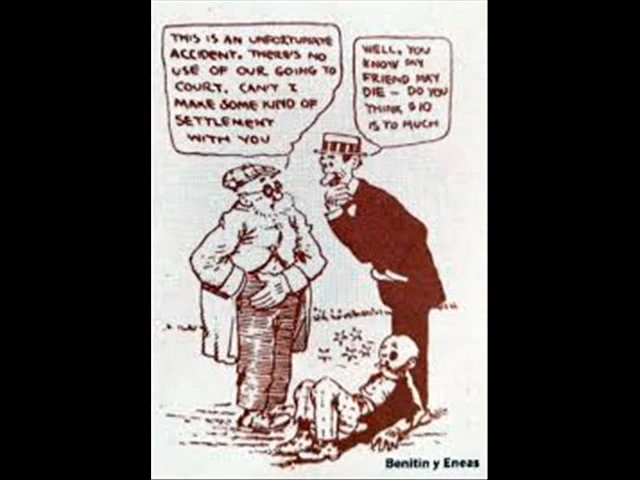 THIS IS AN UNFORTUNATE
ACCIDENT. THERE'S NO
USE OF OUR GOING TO
COURT. CAN'T I
MAKE SOME KIND OF
SETTLEMENT
WITH YOU
WELL, YOU
KNOW MY
FRIEND MAY
DIE — DO YOU
THINK $10
IS TO MUCH
Benitin y Eneas